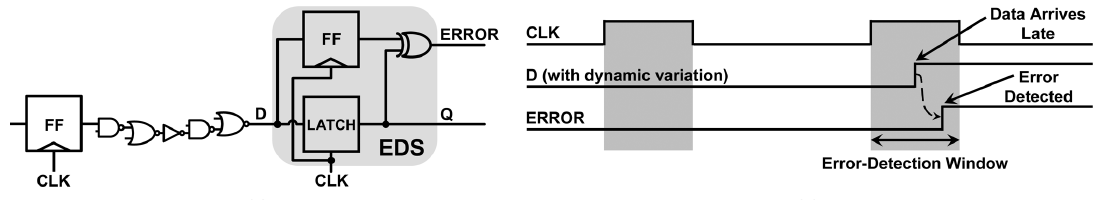 FF
CLK
D
FF
LATCH
CLK
ERROR
Q
EDS
CLK
D (with dynamic variation)
ERROR
Data Arrives
Late
Error
Detected
Error-Detection Window